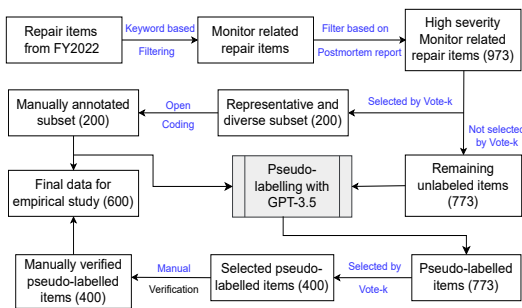 Repair items
from FY2022
Keyword based
Filtering
Monitor related
repair items
Filter based on
Postmortem report
High severity
Monitor related
repair items (973)
Manually annotated
subset (200)
Open
Coding
Representative and
diverse subset (200)
Selected by Vote-k
Not selected
by Vote-k
Final data for
empirical study (600)
Pseudo-
labelling with
GPT-3.5
Remaining
unlabeled items
(773)
Manually verified
pseudo-labelled
items (400)
Manual
Verification
Selected pseudo-
labelled items (400)
Selected by
Vote-k
Pseudo-labelled
items (773)